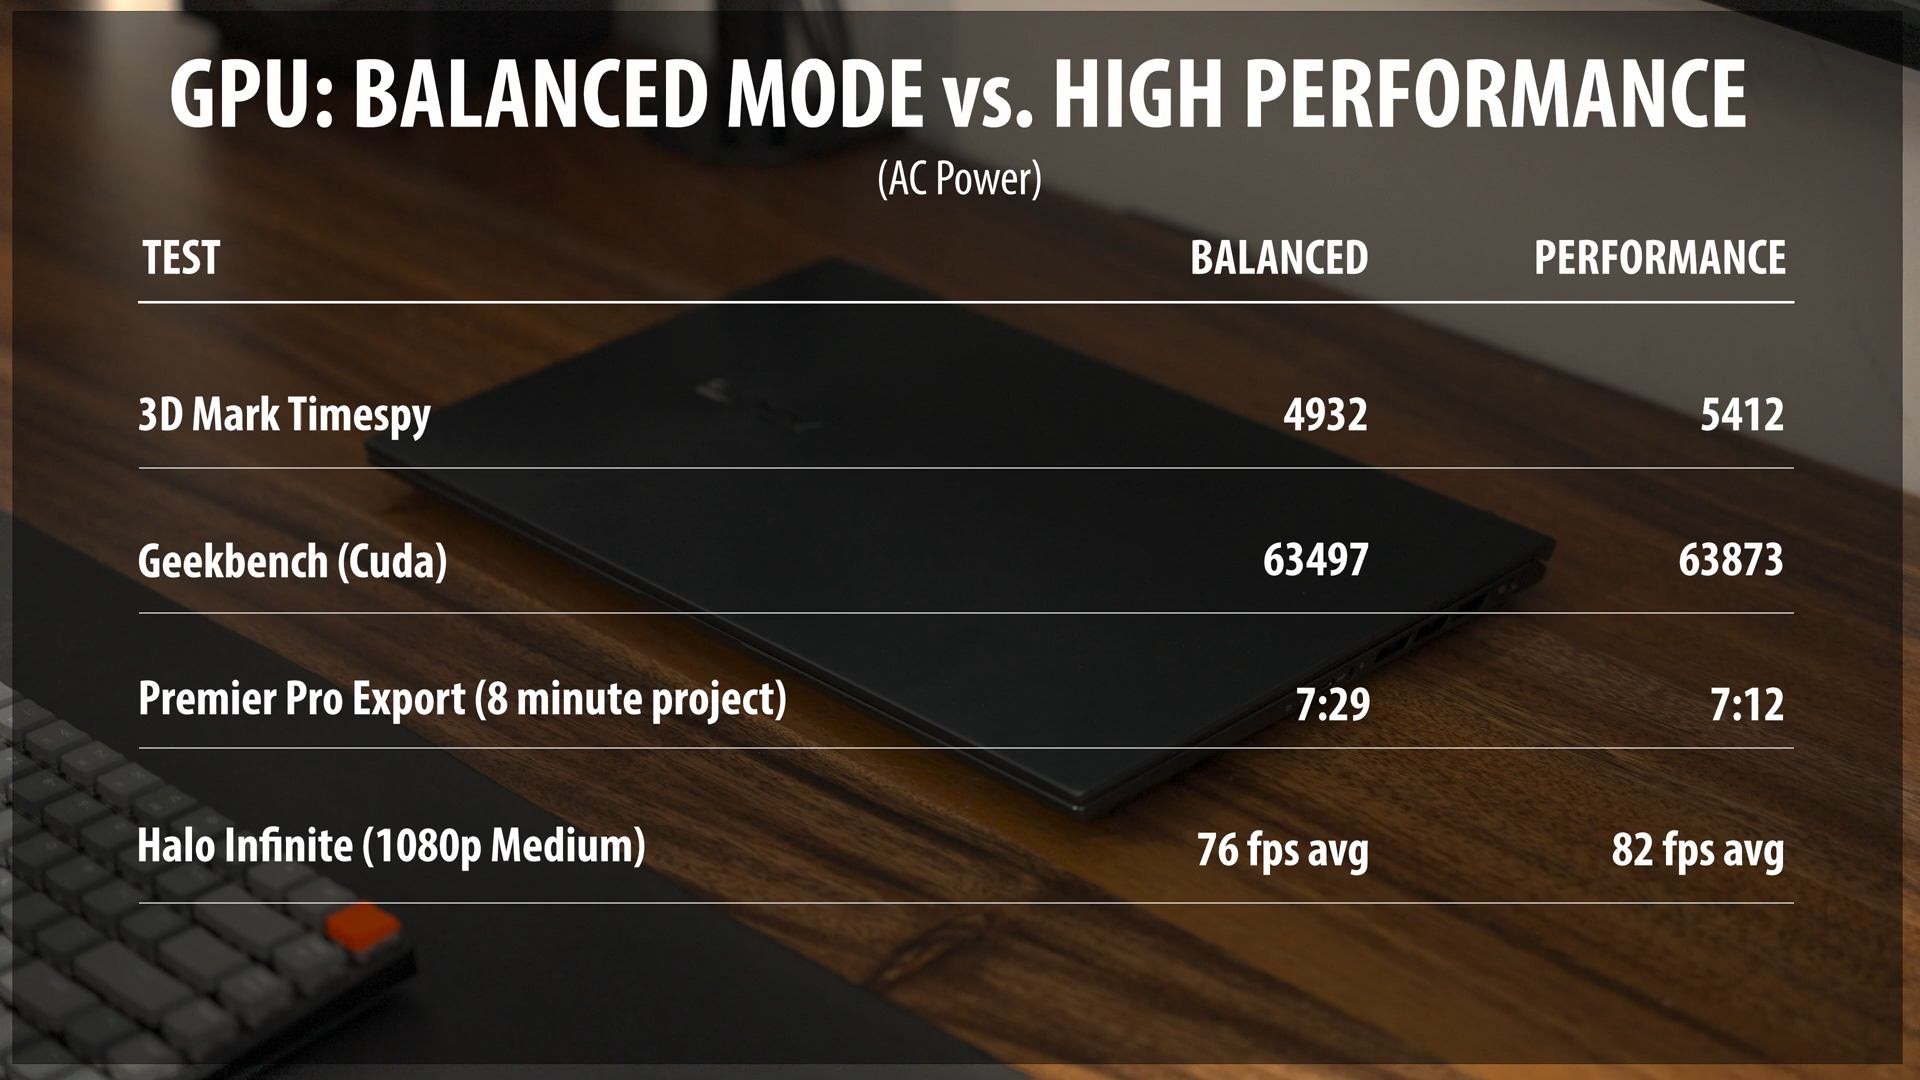 GPU: BALANCED MODE vs. HIGH PERFORMANCE
(AC Power)
TEST BALANCED PERFORMANCE
3D Mark Timespy 4932 5412
Geekbench (Cuda) 63497 63873
Premier Pro Export (8 minute project) 7:29 7:12
Halo Infinite (1080p Medium) 76 fps avg 82 fps avg